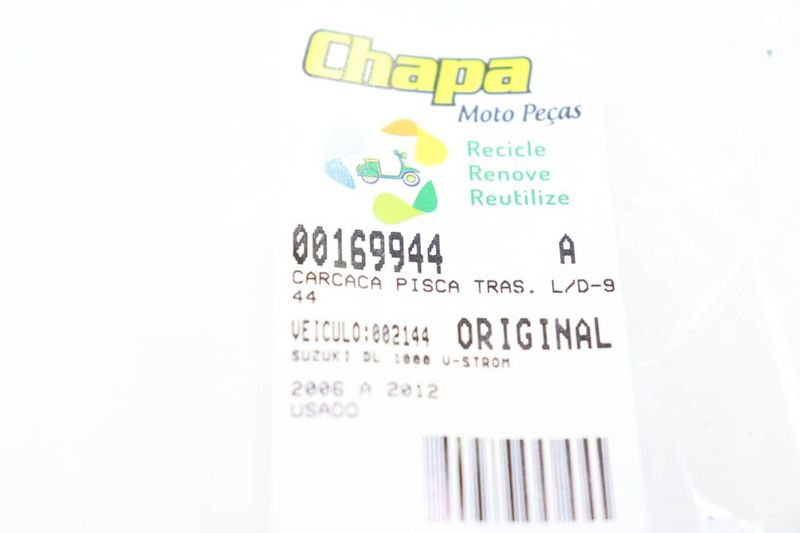 Chapa
Moto Peças
Recicle
Renove
Reutilize
00169944 A
CARCACA PISCA TRAS. L/D-9
44
VEICULO:002144 ORIGINAL
SUZUKI DL 1000 V-STROM
2006 A 2012
USADO